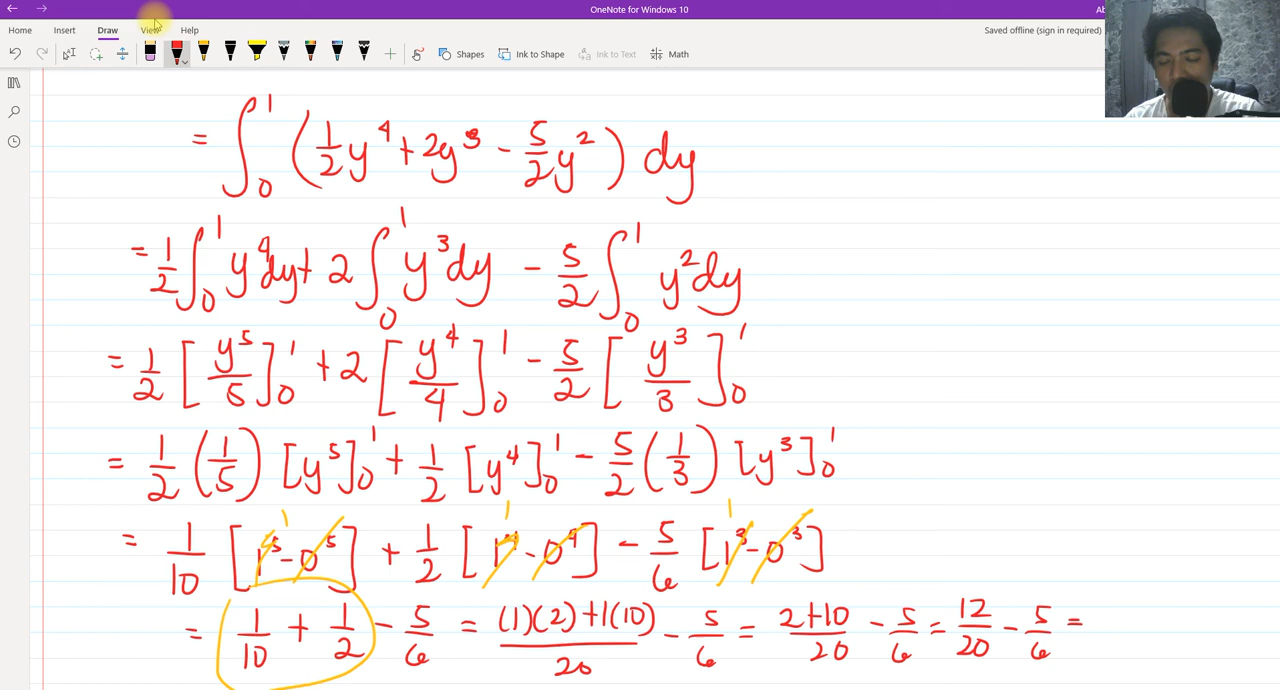 OneNote for Windows 10
Ab
Home Insert Draw View Help
Saved offline (sign in required)
Shapes Ink to Shape Ink to Text Math
= ∫₀¹ (1/2 y⁴ + 2y³ - 5/2 y²) dy
= 1/2 ∫₀¹ y⁴dy + 2 ∫₀¹ y³dy - 5/2 ∫₀¹ y²dy
= 1/2 [y⁵/5]₀¹ + 2 [y⁴/4]₀¹ - 5/2 [y³/3]₀¹
= 1/2 (1/5) [y⁵]₀¹ + 1/2 [y⁴]₀¹ - 5/2 (1/3) [y³]₀¹
1 1 1
= 1/10 [1⁵ - 0⁵] + 1/2 [1⁴ - 0⁴] - 5/6 [1³ - 0³]
= 1/10 + 1/2 - 5/6 = (1)(2)+1(10)/20 - 5/6 = 2+10/20 - 5/6 = 12/20 - 5/6 =